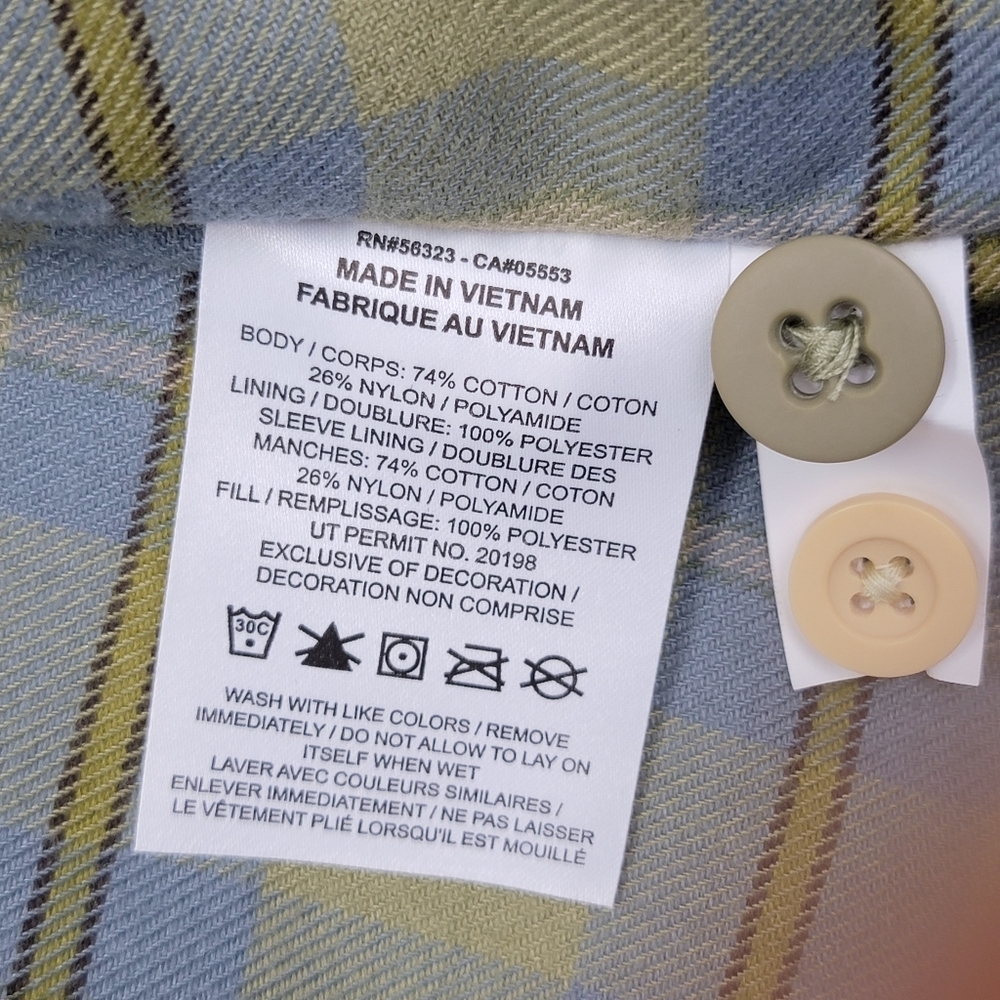 RN#56323 - CA#05553
MADE IN VIETNAM
FABRIQUE AU VIETNAM
BODY / CORPS: 74% COTTON / COTON
26% NYLON / POLYAMIDE
LINING / DOUBLURE: 100% POLYESTER
SLEEVE LINING / DOUBLURE DES
MANCHES: 74% COTTON / COTON
26% NYLON / POLYAMIDE
FILL / REMPLISSAGE: 100% POLYESTER
UT PERMIT NO. 20198
EXCLUSIVE OF DECORATION /
DECORATION NON COMPRISE
30C
WASH WITH LIKE COLORS / REMOVE
IMMEDIATELY / DO NOT ALLOW TO LAY ON
ITSELF WHEN WET
LAVER AVEC COULEURS SIMILAIRES /
ENLEVER IMMEDIATEMENT / NE PAS LAISSER
LE VÊTEMENT PLIÉ LORSQU'IL EST MOUILLÉ